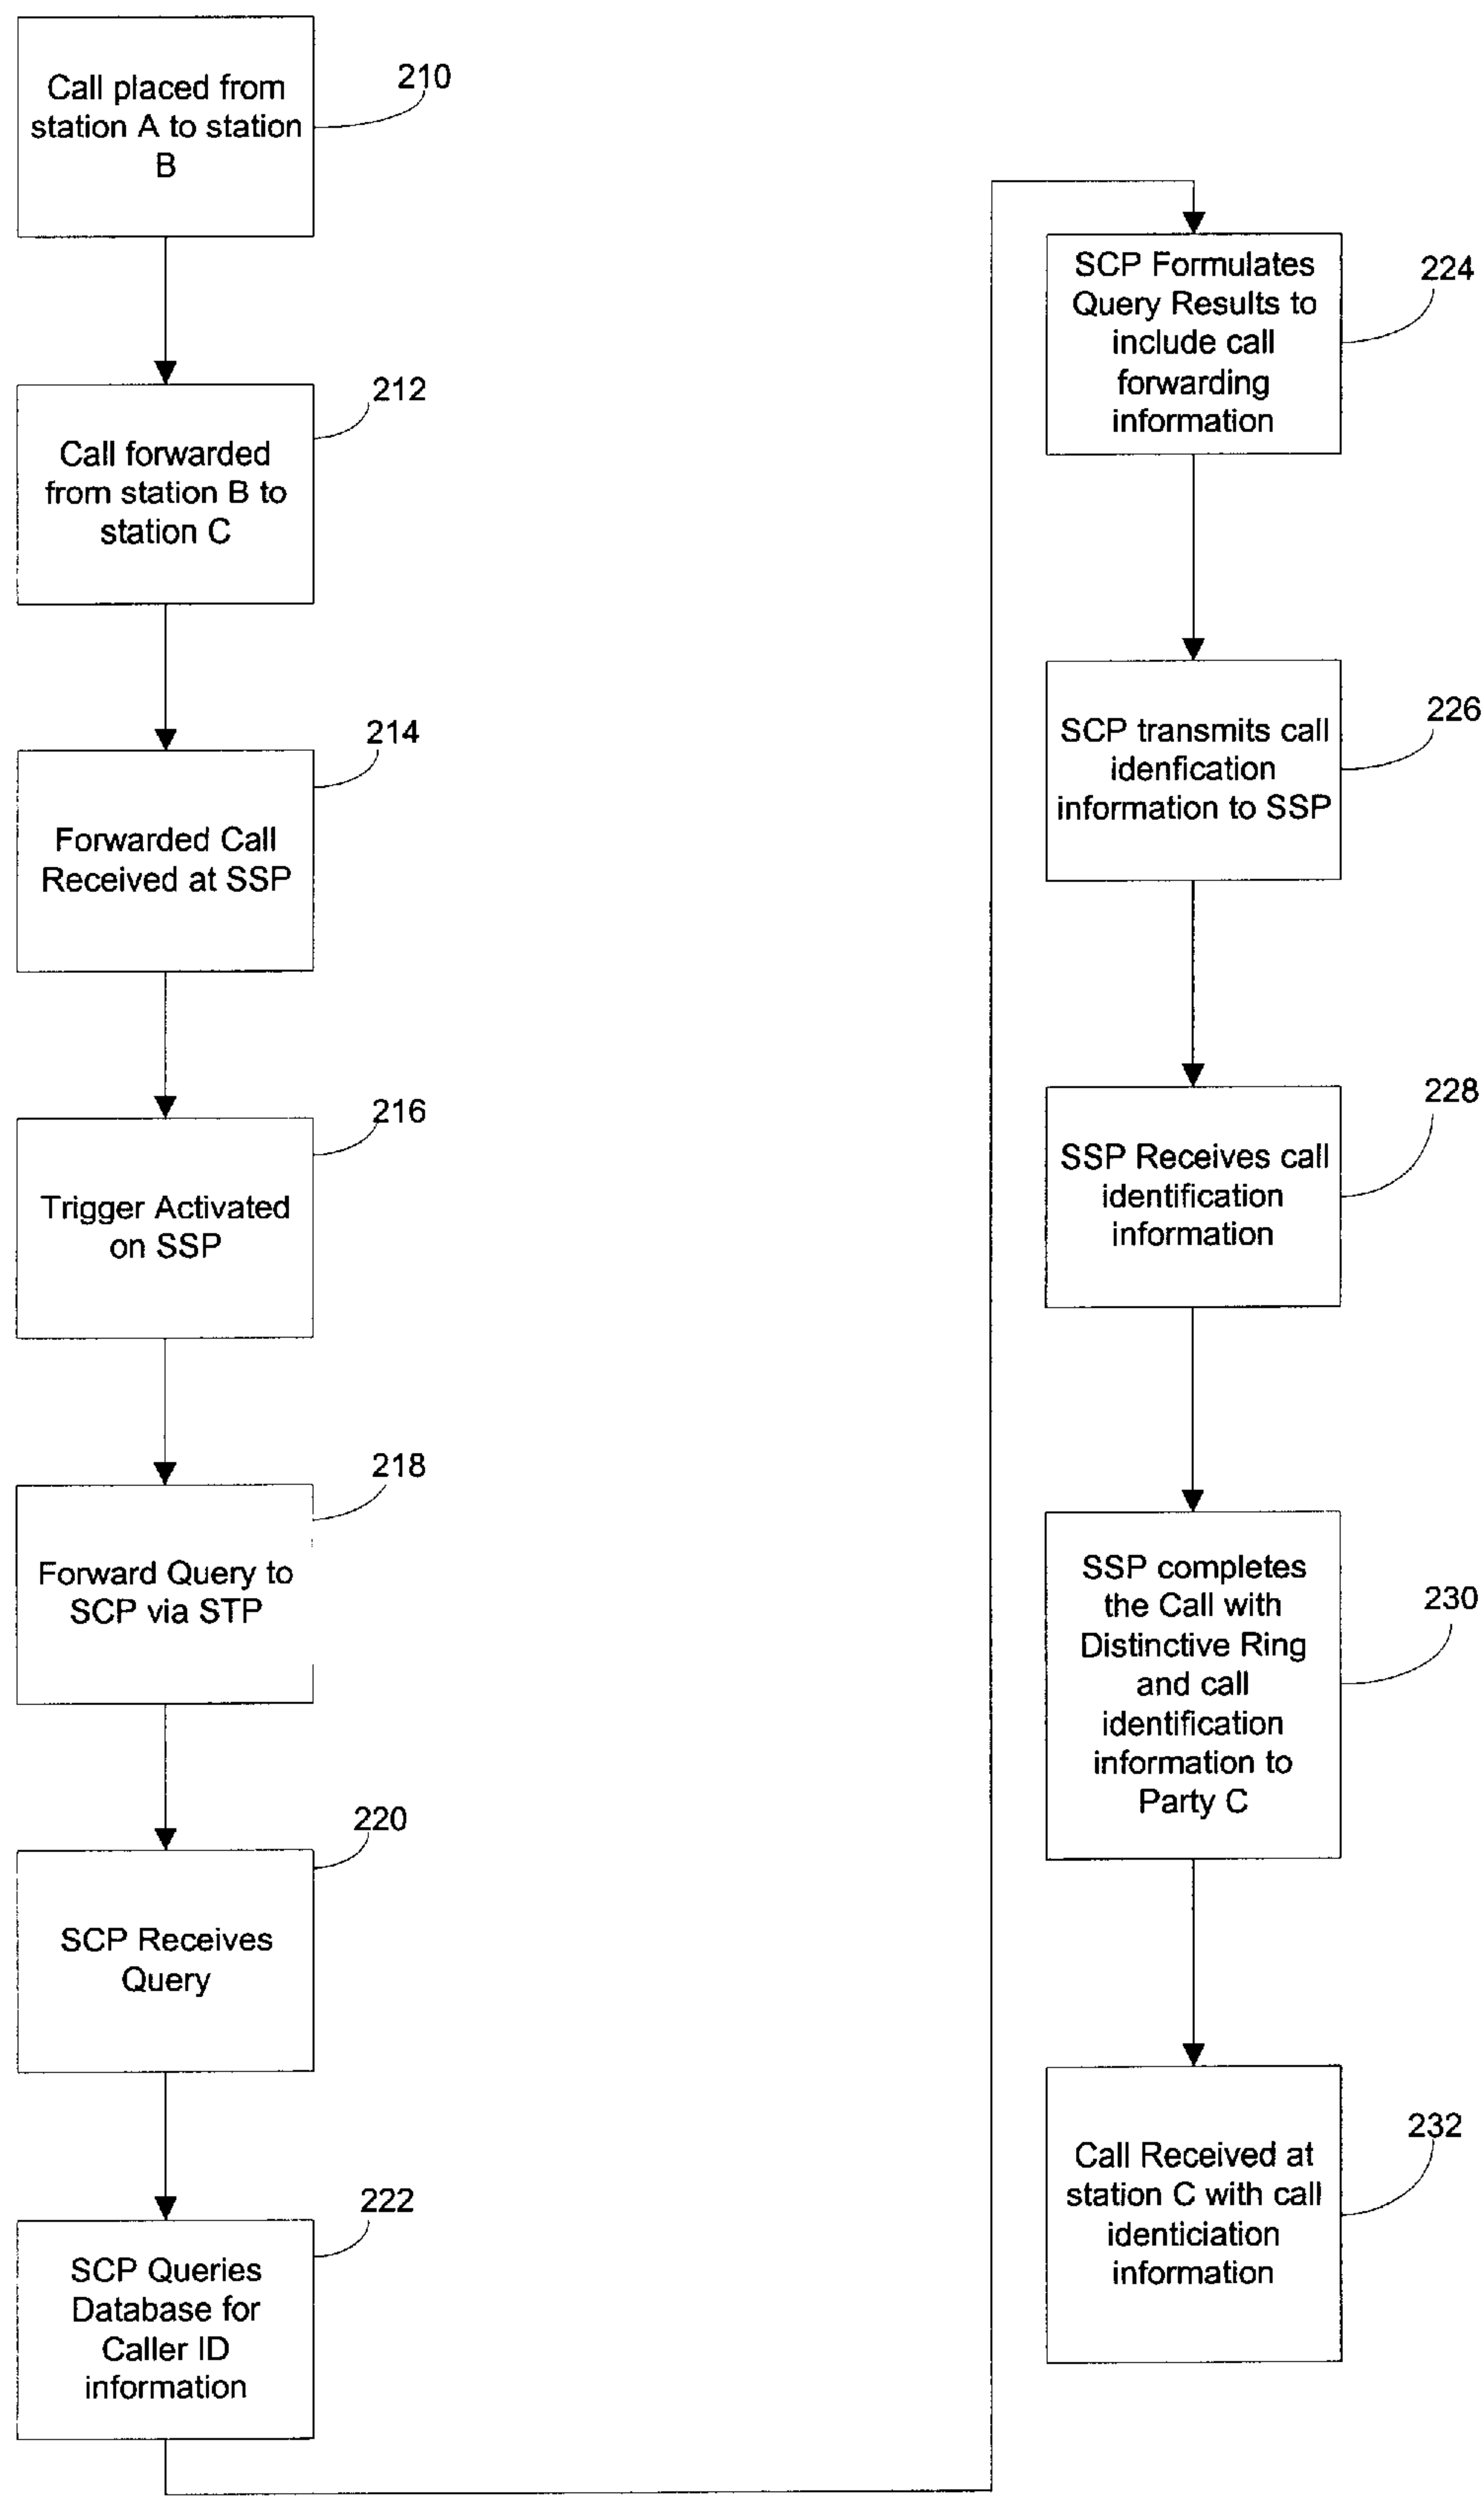 Call placed from
station A to station
B
210
Call forwarded
from station B to
station C
212
Forwarded Call
Received at SSP
214
Trigger Activated
on SSP
216
Forward Query to
SCP via STP
218
SCP Receives
Query
220
SCP Queries
Database for
Caller ID
information
222
SCP Formulates
Query Results to
include call
forwarding
information
224
SCP transmits call
idenfication
information to SSP
226
SSP Receives call
identification
information
228
SSP completes
the Call with
Distinctive Ring
and call
identification
information to
Party C
230
Call Received at
station C with call
identiciation
information
232